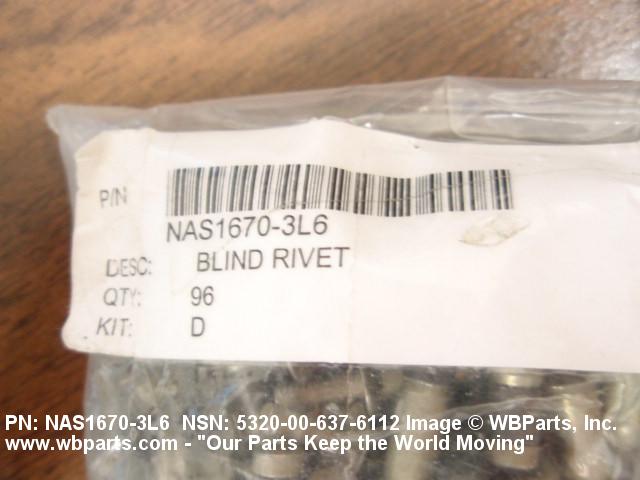 P/N
NAS1670-3L6
DESC: BLIND RIVET
QTY: 96
KIT: D
PN: NAS1670-3L6 NSN: 5320-00-637-6112 Image © WBParts, Inc.
www.wbparts.com - "Our Parts Keep the World Moving"